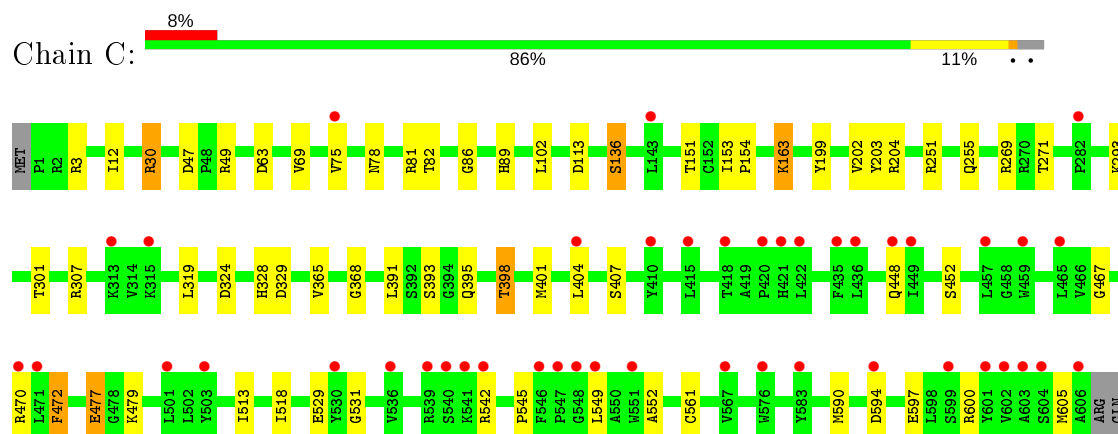 8%
Chain C:
86%
11%
MET P1 R2 R3 I12 R30 D47 P48 R49 D63 V69 V75 N78 R81 T82 G86 H89 L102 D113 S136 L143 T151 C152 I153 P154 K163 Y199 V202 Y203 R204 R251 Q255 R269 R270 T271 P282
T301 R307 K313 V314 K315 L319 D324 H328 D329 V365 G368 L391 S392 S393 G394 Q395 T398 M401 L404 S407 Y410 L415 T418 A419 P420 H421 L422 F435 L436 Q448 I449 S452 L457 G458 W459 L465 V466 G467
R470 L471 F472 E477 G478 K479 L501 L502 Y503 I513 I518 E529 Y530 G531 V536 R539 S540 K541 R542 P545 F546 P547 G548 L549 A550 W551 A552 C561 V567 W576 Y583 M590 D594 E597 L598 S599 R600 Y601 V602 A603 S604 M605 A606 ARG